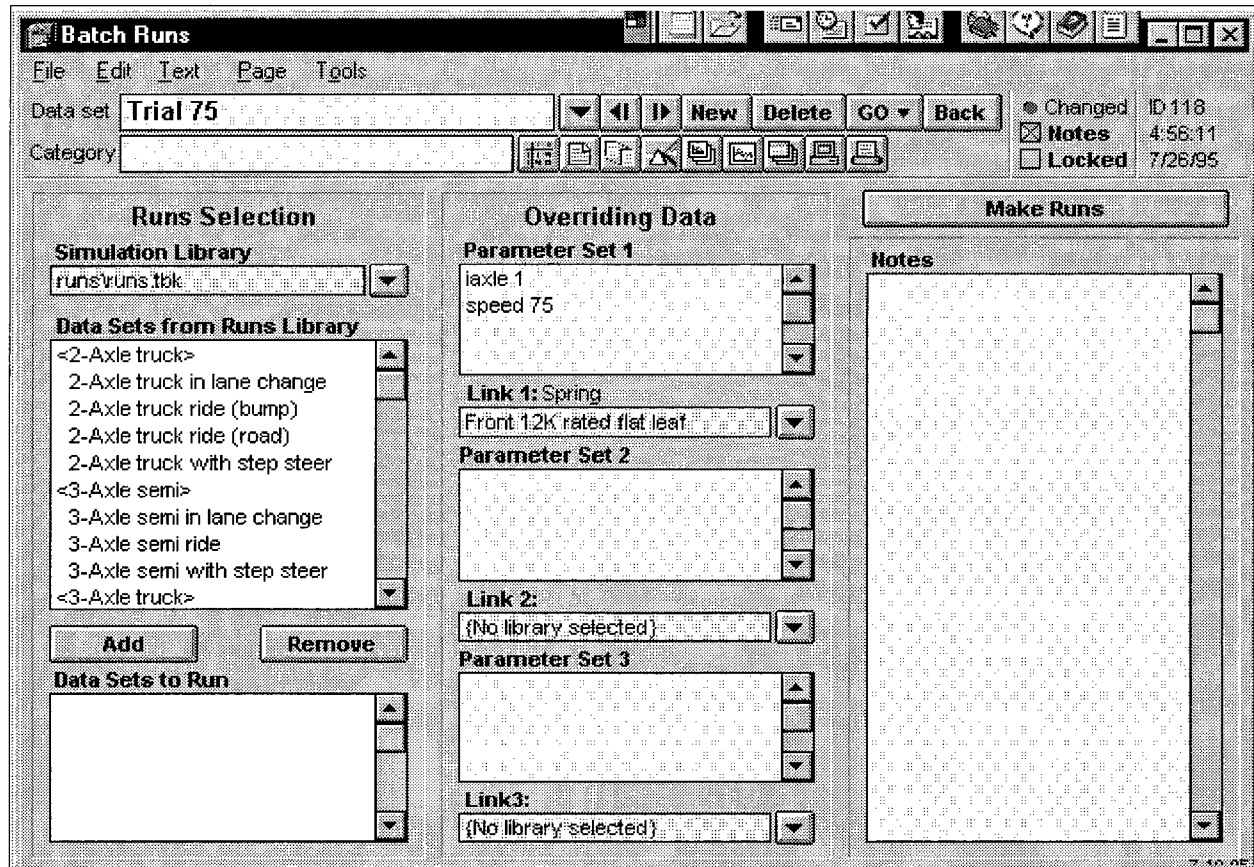 Batch Runs
File Edit Text Page Tools
Data set Trial 75 New Delete GO Back Changed ID 118
Notes 4:56:11
Category Locked 7/26/95
Runs Selection
Simulation Library
runs\runs.tbk
Data Sets from Runs Library
<2-Axle truck>
2-Axle truck in lane change
2-Axle truck ride (bump)
2-Axle truck ride (road)
2-Axle truck with step steer
<3-Axle semi>
3-Axle semi in lane change
3-Axle semi ride
3-Axle semi with step steer
<3-Axle truck>
Add Remove
Data Sets to Run
Overriding Data
Parameter Set 1
iaxle 1
speed 75
Link 1: Spring
Front 12K rated flat leaf
Parameter Set 2
Link 2:
{No library selected}
Parameter Set 3
Link3:
{No library selected}
Make Runs
Notes